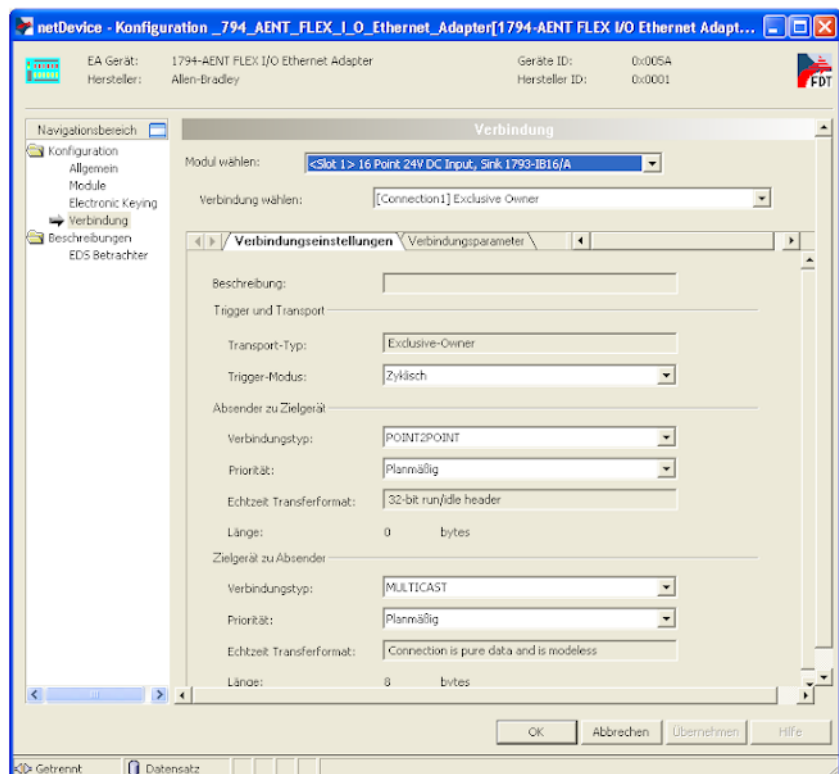 netDevice - Konfiguration _794_AENT_FLEX_I_O_Ethernet_Adapter[1794-AENT FLEX I/O Ethernet Adapt...
EA Gerät: 1794-AENT FLEX I/O Ethernet Adapter Geräte ID: 0x005A
Hersteller: Allen-Bradley Hersteller ID: 0x0001
FDT
Navigationsbereich
Konfiguration
Allgemein
Module
Electronic Keying
Verbindung
Beschreibungen
EDS Betrachter
Verbindung
Modul wählen: <Slot 1> 16 Point 24V DC Input, Sink 1793-IB16/A
Verbindung wählen: [Connection1] Exclusive Owner
Verbindungseinstellungen Verbindungsparameter
Beschreibung:
Trigger und Transport
Transport-Typ: Exclusive-Owner
Trigger-Modus: Zyklisch
Absender zu Zielgerät
Verbindungstyp: POINT2POINT
Priorität: Planmäßig
Echtzeit Transferformat: 32-bit run/idle header
Länge: 0 bytes
Zielgerät zu Absender
Verbindungstyp: MULTICAST
Priorität: Planmäßig
Echtzeit Transferformat: Connection is pure data and is modeless
Länge: 8 bytes
OK Abbrechen Übernehmen Hilfe
Getrennt Datensatz